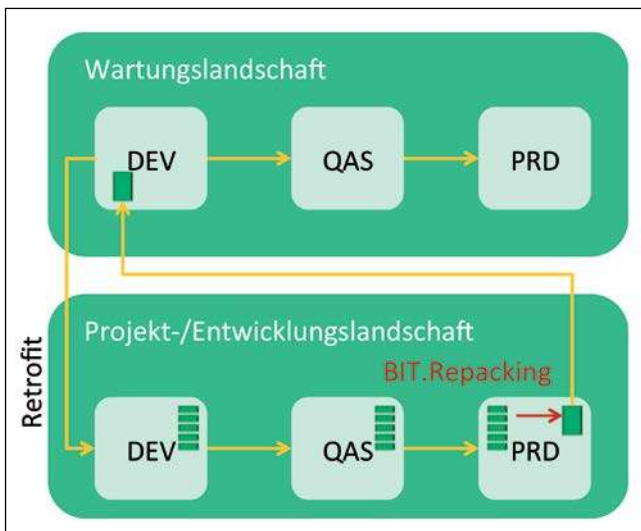 Wartungslandschaft
DEV
QAS
PRD
Retrofit
Projekt-/Entwicklungslandschaft
BIT.Repacking
DEV
QAS
PRD